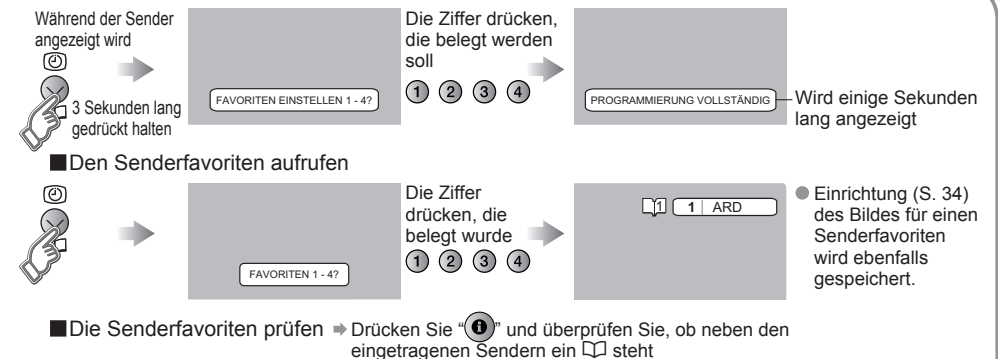 Während der Sender
angezeigt wird
3 Sekunden lang
gedrückt halten
FAVORITEN EINSTELLEN 1 - 4?
Die Ziffer drücken,
die belegt werden
soll
1 2 3 4
PROGRAMMIERUNG VOLLSTÄNDIG
Wird einige Sekunden
lang angezeigt
■Den Senderfavoriten aufrufen
FAVORITEN 1 - 4?
Die Ziffer
drücken, die
belegt wurde
1 2 3 4
1 1 ARD
● Einrichtung (S. 34)
des Bildes für einen
Senderfavoriten
wird ebenfalls
gespeichert.
■Die Senderfavoriten prüfen ➡ Drücken Sie “i” und überprüfen Sie, ob neben den
eingetragenen Sendern ein steht